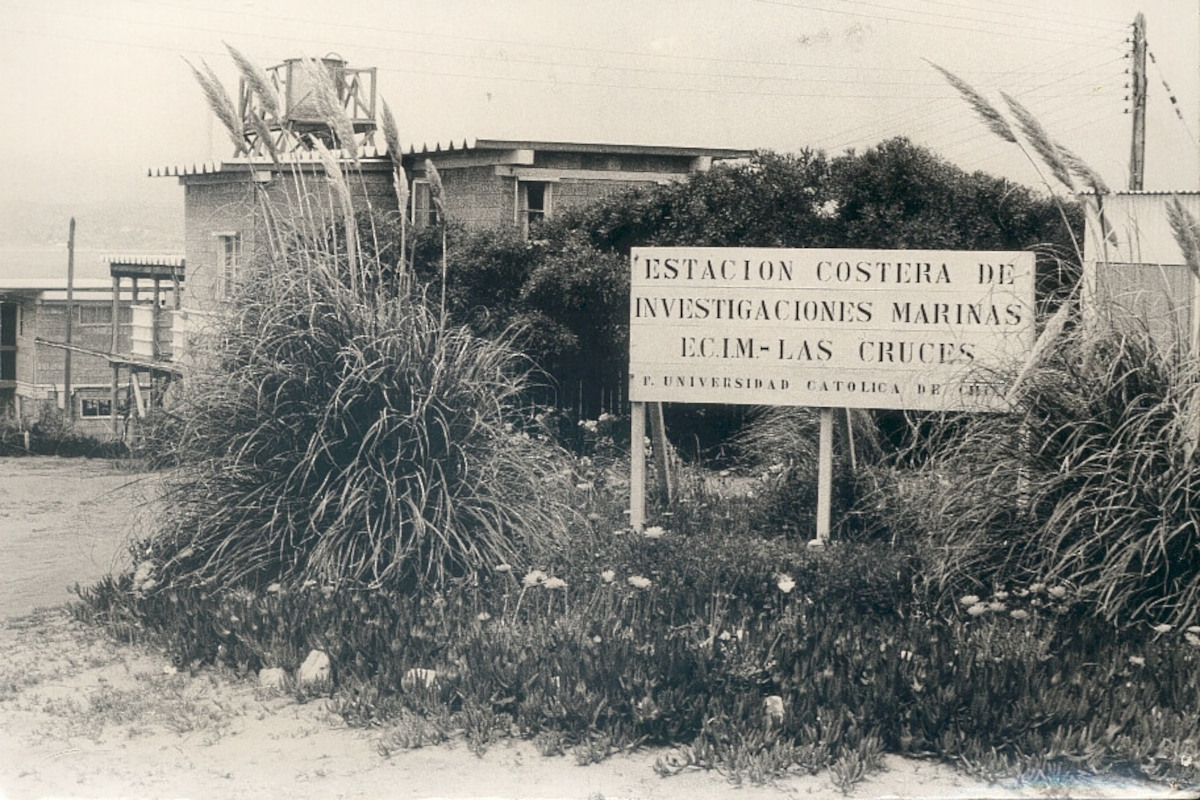 ESTACION COSTERA DE
INVESTIGACIONES MARINAS
E.C.I.M.-LAS CRUCES
P. UNIVERSIDAD CATOLICA DE